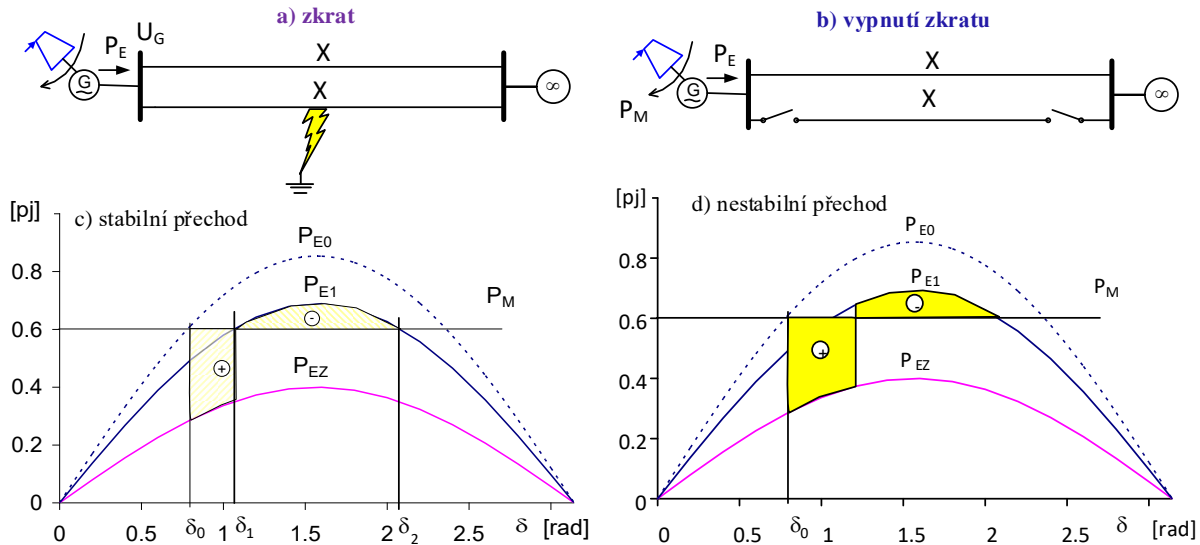 a) zkrat
P_E U_G
X
G
X
∞
b) vypnutí zkratu
P_E
X
G
P_M
X
∞
[pj]
c) stabilní přechod
0.8
0.6
0.4
0.2
0
P_E0
P_E1
P_M
-
+
P_EZ
0 0.5 δ_0 1 δ_1 1.5 2 δ_2 2.5 δ [rad]
[pj]
d) nestabilní přechod
0.8
0.6
0.4
0.2
0
P_E0
P_E1
P_M
-
+
P_EZ
0 0.5 δ_0 1 1.5 2 2.5 δ [rad]